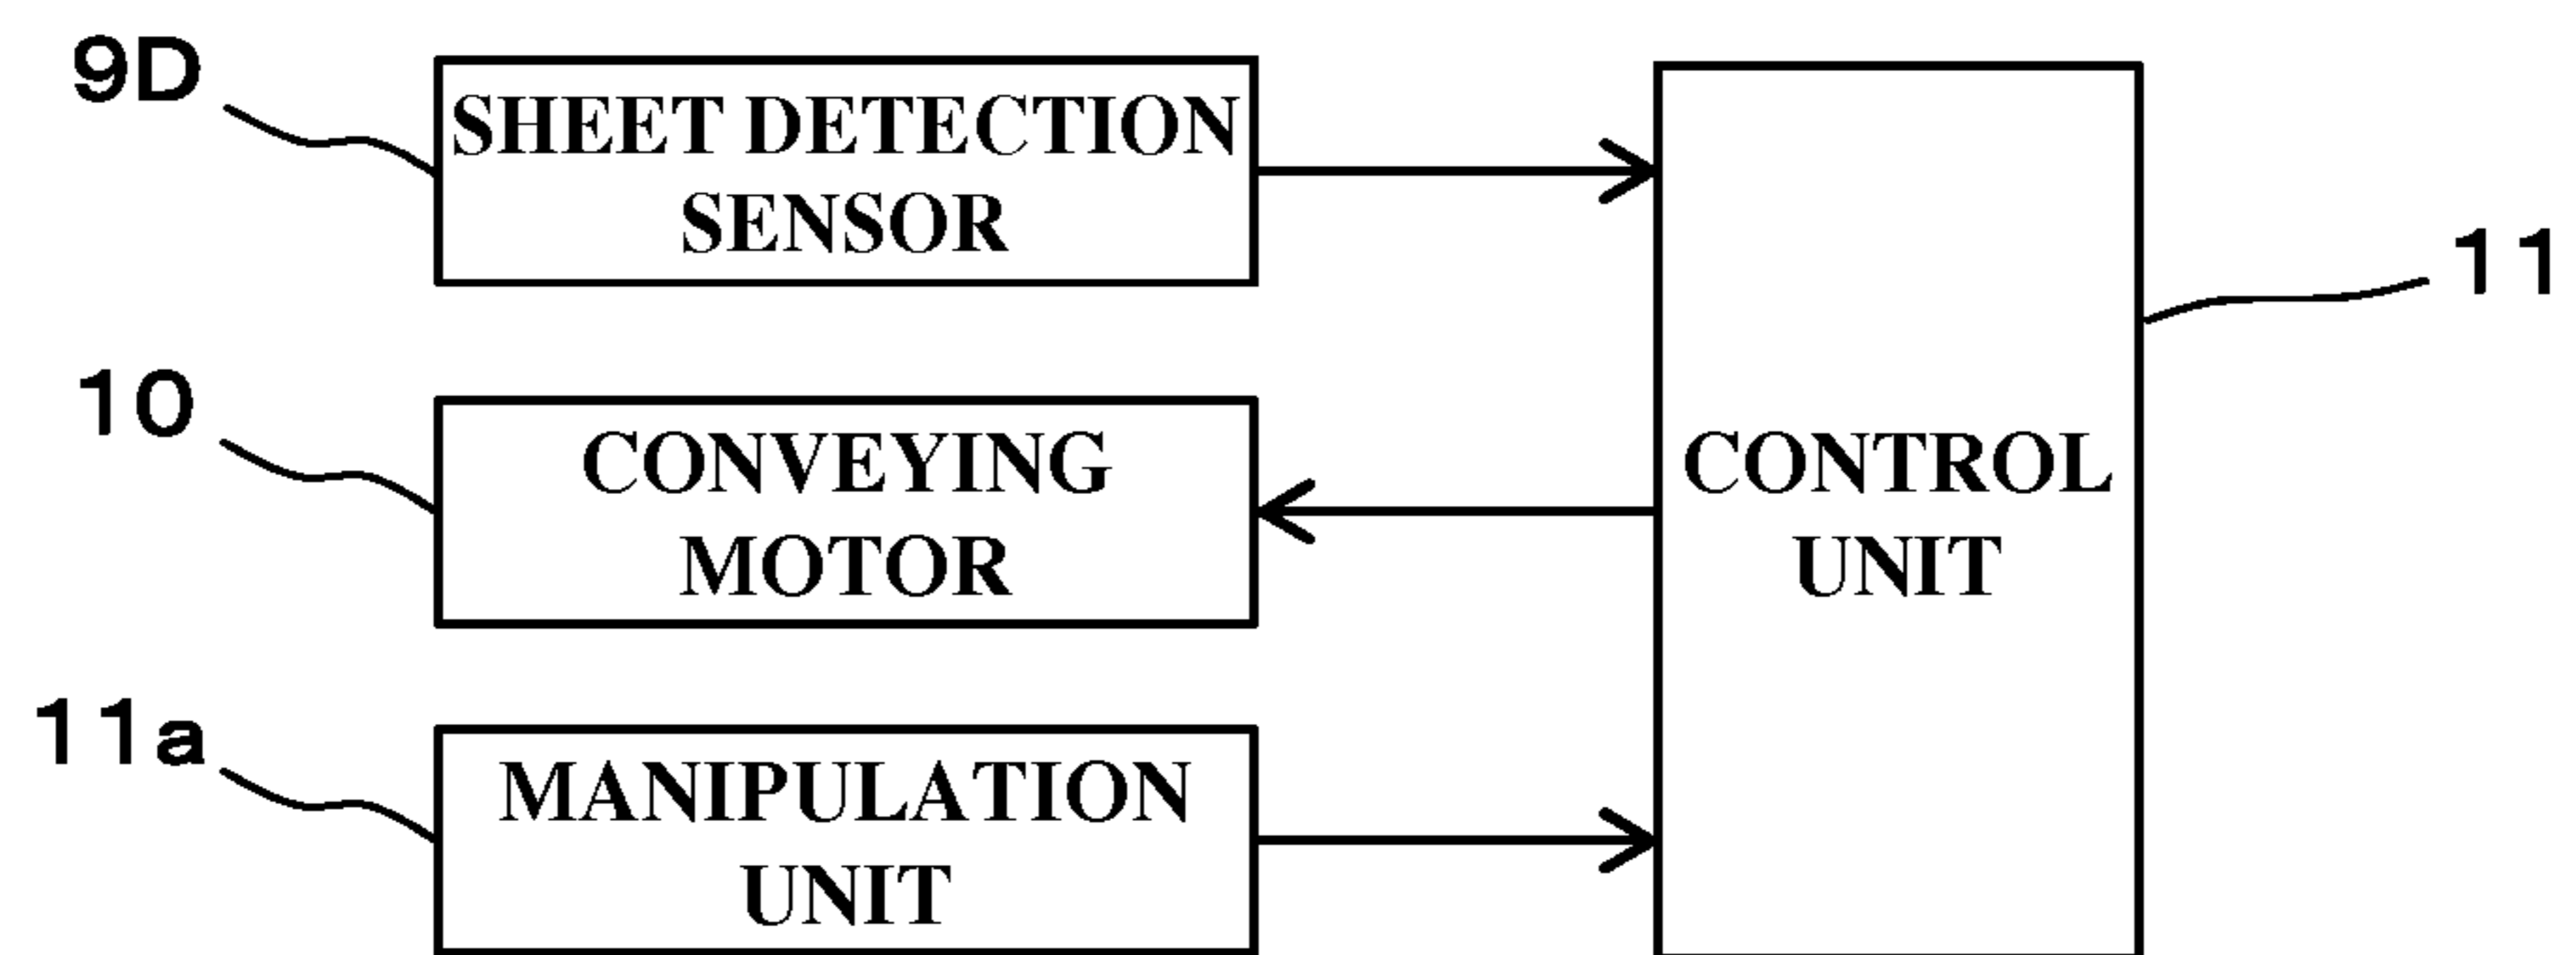 9D
SHEET DETECTION
SENSOR
11
10
CONVEYING
MOTOR
CONTROL
UNIT
11a
MANIPULATION
UNIT